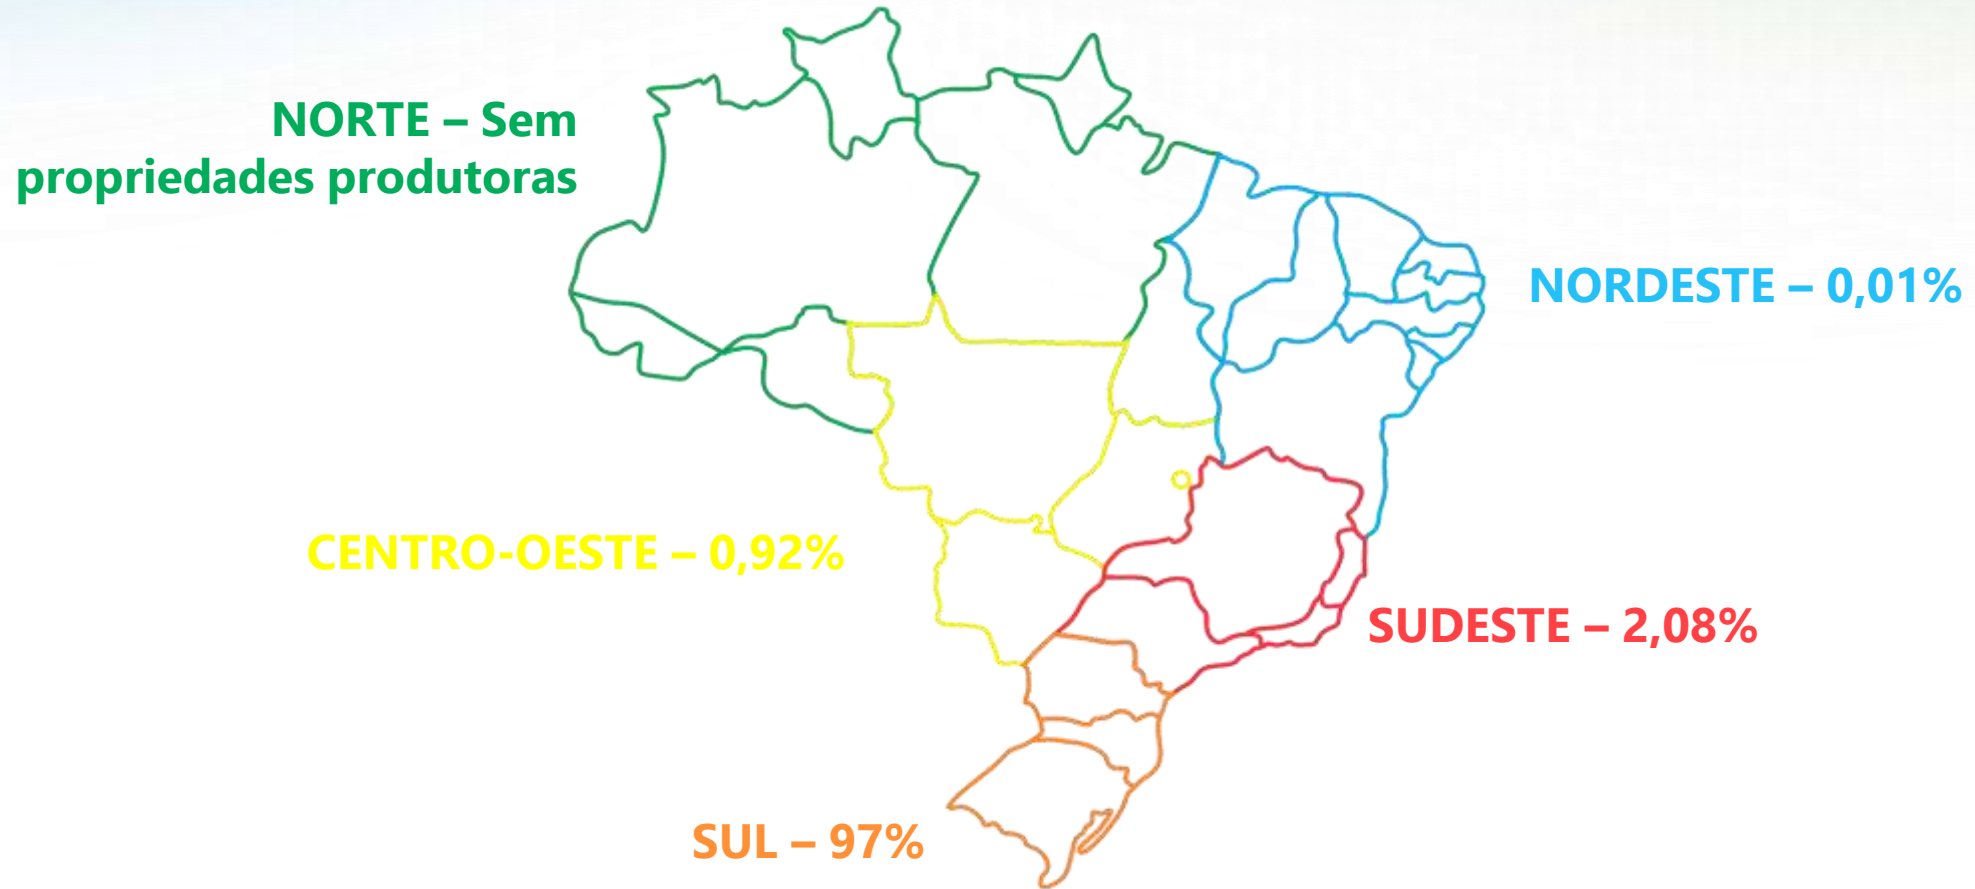 NORTE – Sem
propriedades produtoras
NORDESTE – 0,01%
CENTRO-OESTE – 0,92%
SUDESTE – 2,08%
SUL – 97%